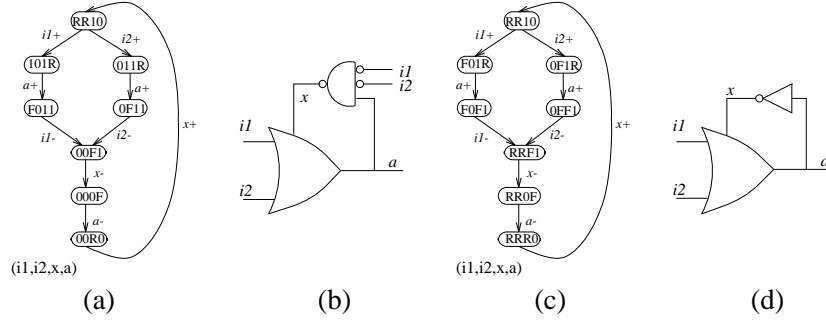 RR10
i1+ i2+
101R 011R
a+ a+
F011 0F11
i1- i2-
00F1
x-
000F
a-
00R0
x+
(i1,i2,x,a)
(a)
i1
i2
x
i1
a
i2
(b)
RR10
i1+ i2+
F01R 0F1R
a+ a+
F0F1 0FF1
i1- i2-
RRF1
x-
RR0F
a-
RRR0
x+
(i1,i2,x,a)
(c)
x
i1
a
i2
(d)